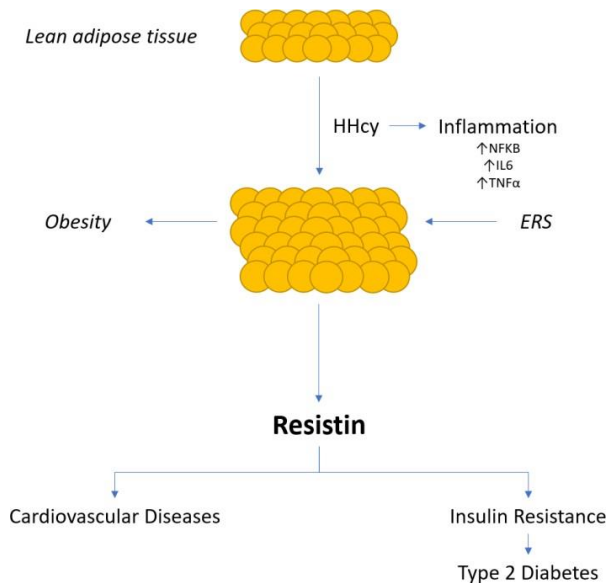 Lean adipose tissue
HHcy
Inflammation
↑NFKB
↑IL6
↑TNFα
Obesity
ERS
Resistin
Cardiovascular Diseases
Insulin Resistance
Type 2 Diabetes